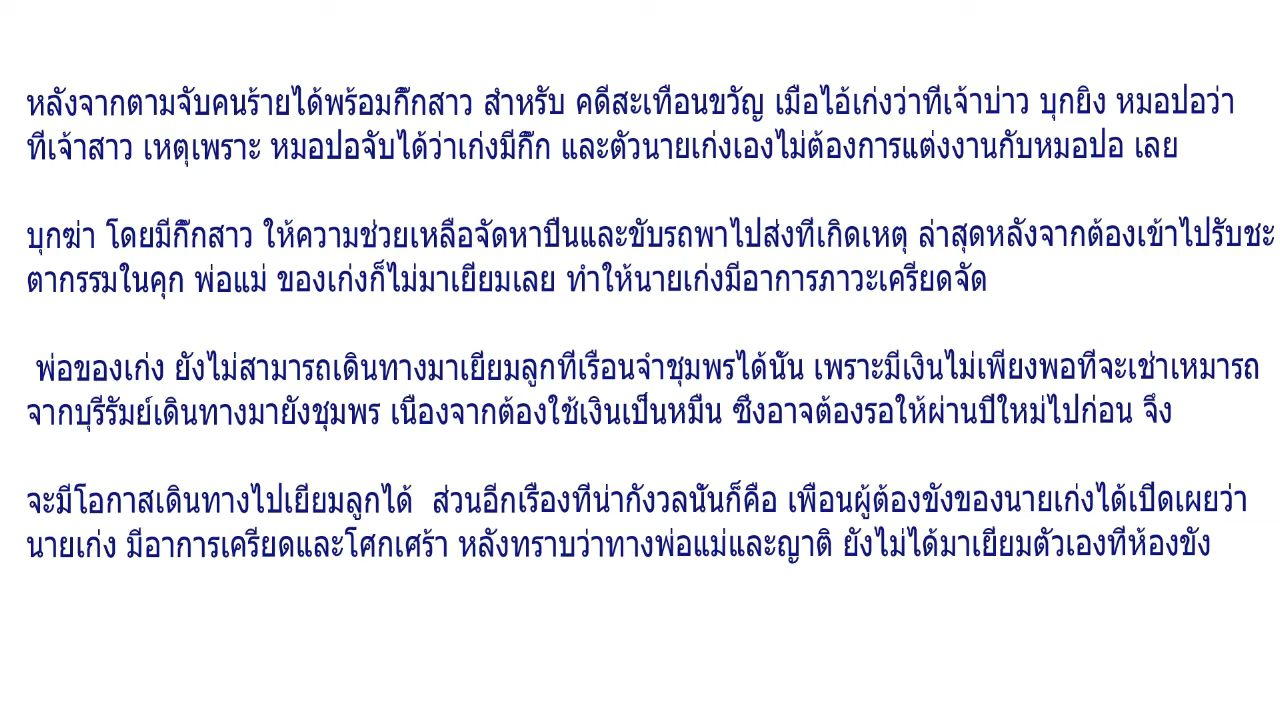 หลังจากตามจับคนร้ายได้พร้อมกิ๊กสาว สำหรับ คดีสะเทือนขวัญ เมื่อไอ้เก่งว่าที่เจ้าบ่าว บุกยิง หมอปอว่า
ที่เจ้าสาว เหตุเพราะ หมอปอจับได้ว่าเก่งมีกิ๊ก และตัวนายเก่งเองไม่ต้องการแต่งงานกับหมอปอ เลย
บุกฆ่า โดยมีกิ๊กสาว ให้ความช่วยเหลือจัดหาปืนและขับรถพาไปส่งที่เกิดเหตุ ล่าสุดหลังจากต้องเข้าไปรับชะ
ตากรรมในคุก พ่อแม่ ของเก่งก็ไม่มาเยี่ยมเลย ทำให้นายเก่งมีอาการภาวะเครียดจัด
พ่อของเก่ง ยังไม่สามารถเดินทางมาเยี่ยมลูกที่เรือนจำชุมพรได้นั้น เพราะมีเงินไม่เพียงพอที่จะเช่าเหมารถ
จากบุรีรัมย์เดินทางมายังชุมพร เนื่องจากต้องใช้เงินเป็นหมื่น ซึ่งอาจต้องรอให้ผ่านปีใหม่ไปก่อน จึง
จะมีโอกาสเดินทางไปเยี่ยมลูกได้ ส่วนอีกเรื่องที่น่ากังวลนั้นก็คือ เพื่อนผู้ต้องขังของนายเก่งได้เปิดเผยว่า
นายเก่ง มีอาการเครียดและโศกเศร้า หลังทราบว่าทางพ่อแม่และญาติ ยังไม่ได้มาเยี่ยมตัวเองที่ห้องขัง